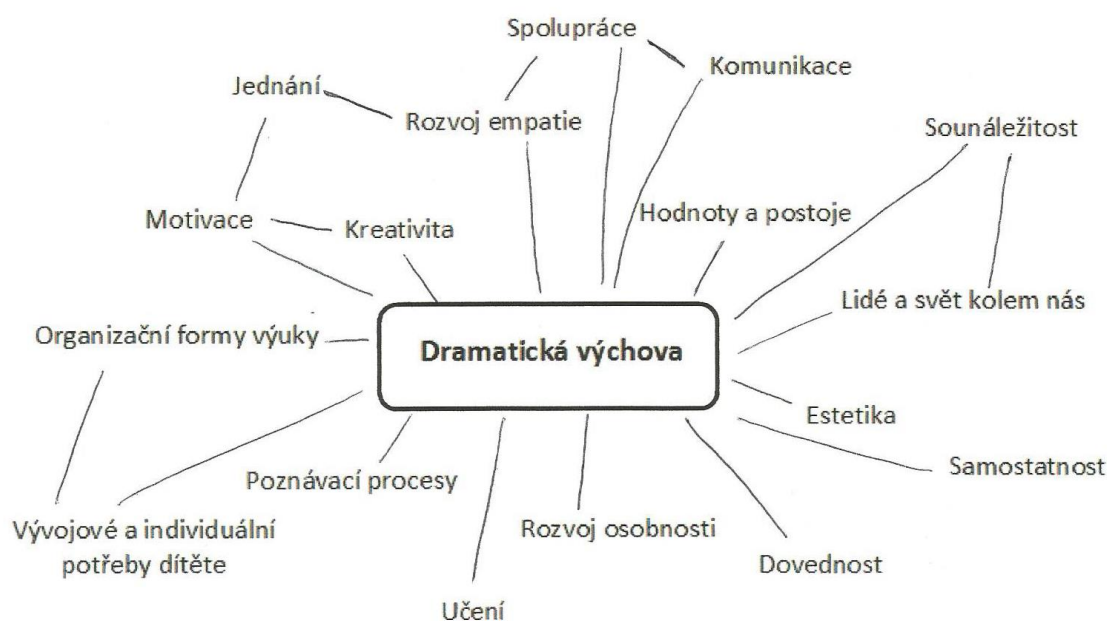 Spolupráce
Komunikace
Jednání
Rozvoj empatie
Sounáležitost
Motivace
Kreativita
Hodnoty a postoje
Lidé a svět kolem nás
Organizační formy výuky
Dramatická výchova
Estetika
Samostatnost
Poznávací procesy
Vývojové a individuální
potřeby dítěte
Rozvoj osobnosti
Dovednost
Učení